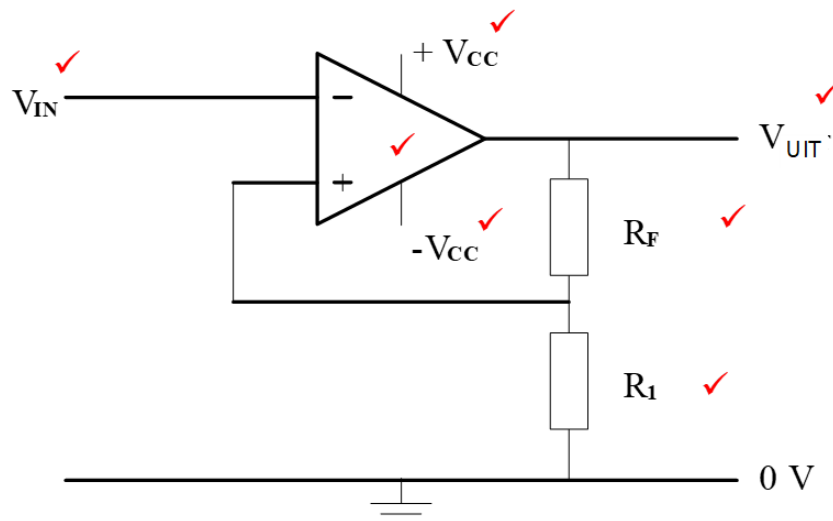 + VCC
VIN
−
VUIT
+
-VCC
RF
R1
0 V